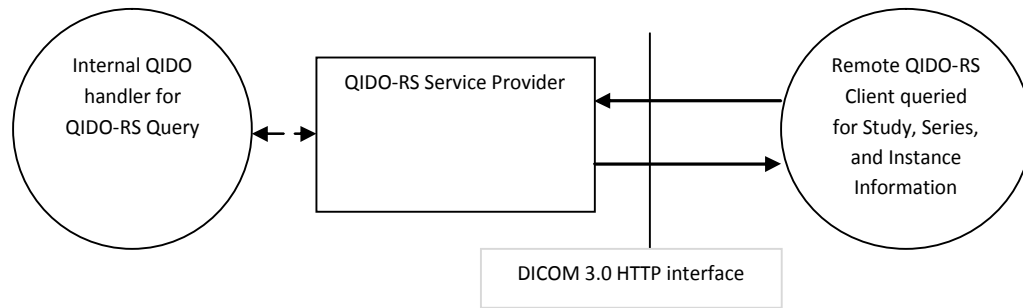 Internal QIDO
handler for
QIDO-RS Query
QIDO-RS Service Provider
Remote QIDO-RS
Client queried
for Study, Series,
and Instance
Information
DICOM 3.0 HTTP interface